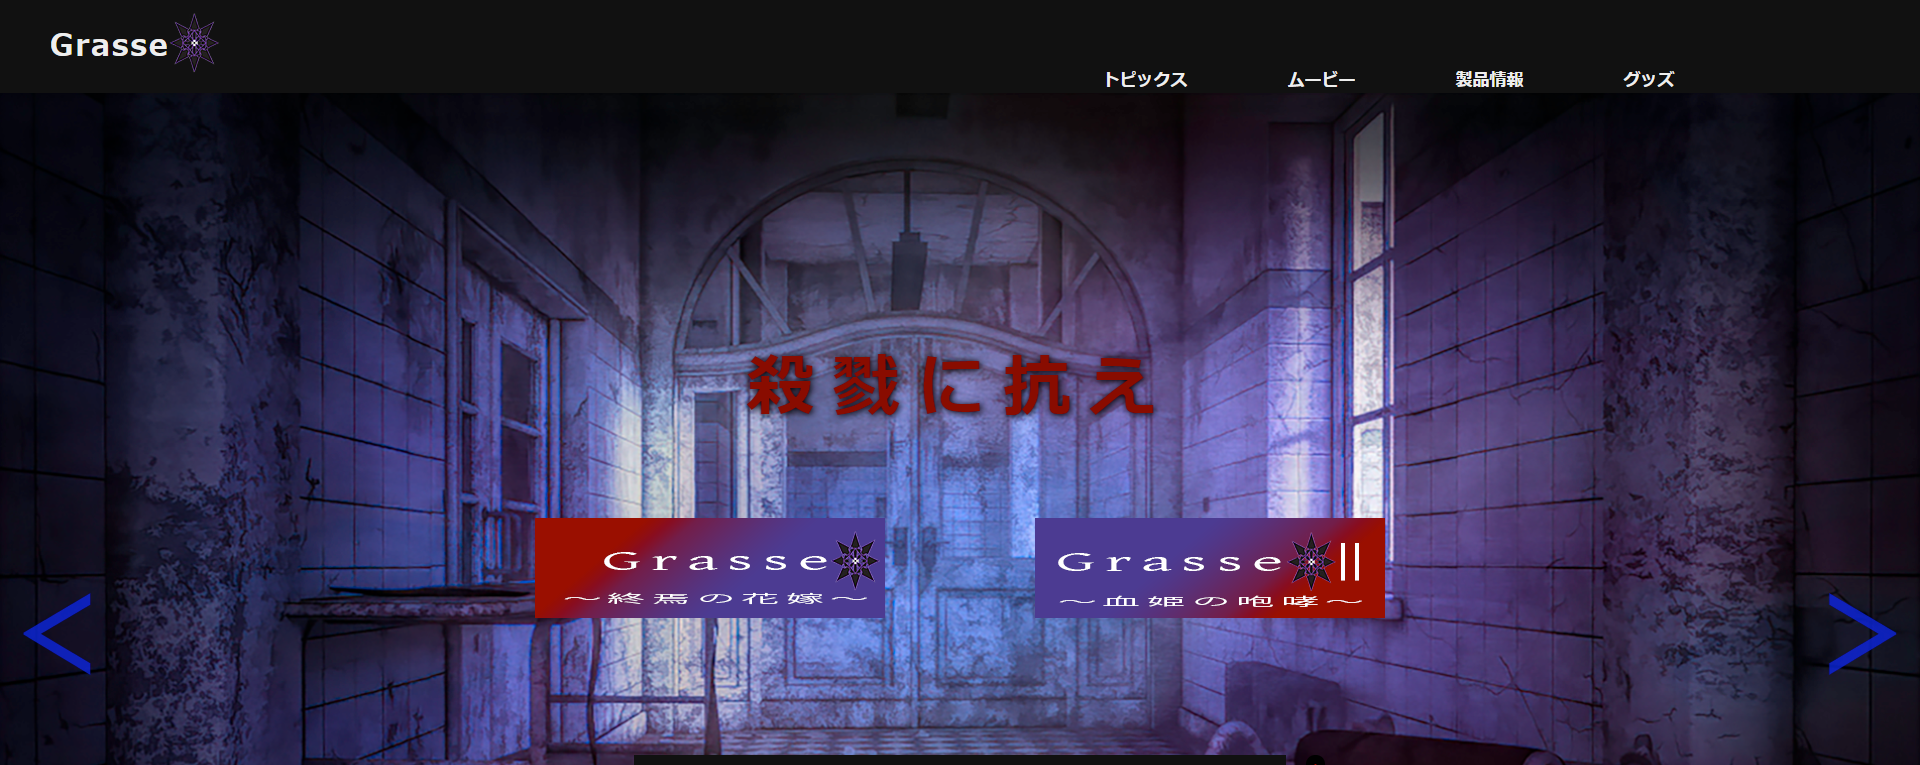 Grasse
トピックス ムービー 製品情報 グッズ
殺戮に抗え
Grasse
～終焉の花嫁～
Grasse II
～血姫の咆哮～